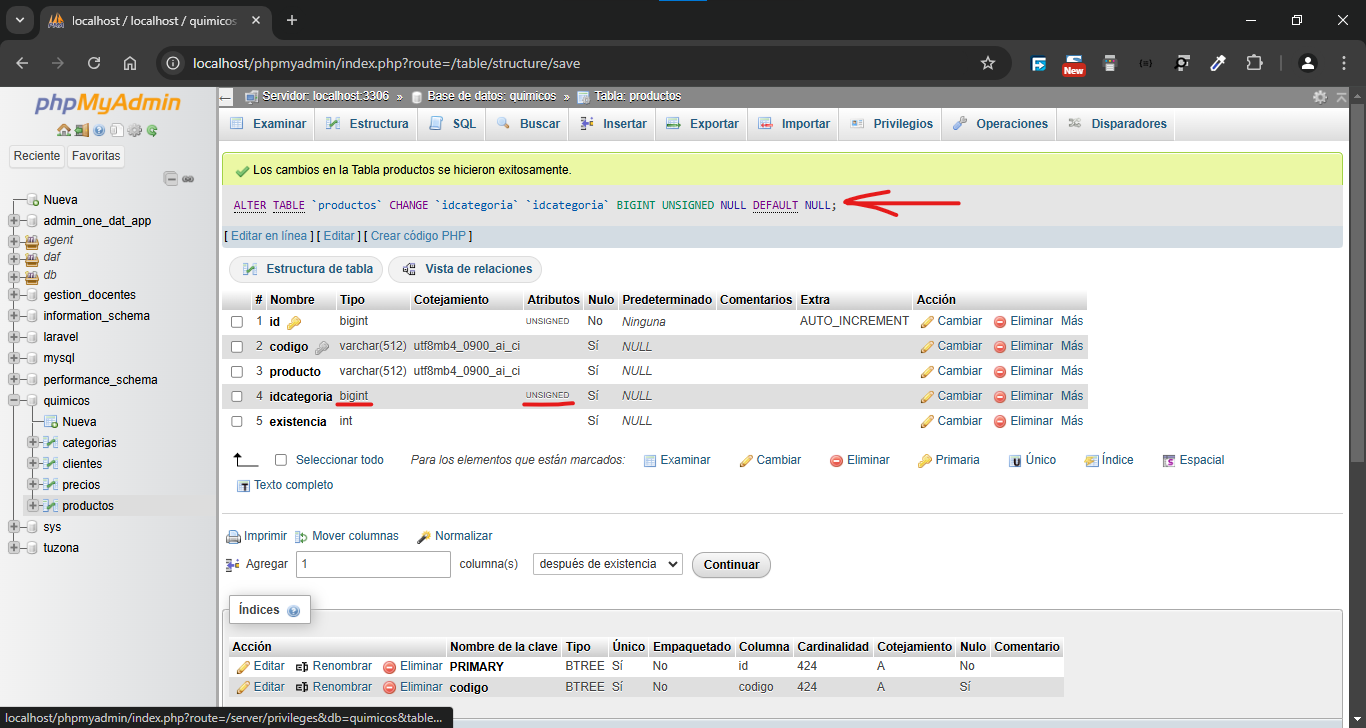 localhost / localhost / quimicos
localhost/phpmyadmin/index.php?route=/table/structure/save
New
phpMyAdmin
Reciente Favoritas
Nueva
admin_one_dat_app
agent
daf
db
gestion_docentes
information_schema
laravel
mysql
performance_schema
quimicos
Nueva
categorias
clientes
precios
productos
sys
tuzona
Servidor: localhost:3306 » Base de datos: quimicos » Tabla: productos
Examinar Estructura SQL Buscar Insertar Exportar Importar Privilegios Operaciones Disparadores
Los cambios en la Tabla productos se hicieron exitosamente.
ALTER TABLE `productos` CHANGE `idcategoria` `idcategoria` BIGINT UNSIGNED NULL DEFAULT NULL;
[ Editar en línea ] [ Editar ] [ Crear código PHP ]
Estructura de tabla Vista de relaciones
# Nombre Tipo Cotejamiento Atributos Nulo Predeterminado Comentarios Extra Acción
1 id bigint UNSIGNED No Ninguna AUTO_INCREMENT Cambiar Eliminar Más
2 codigo varchar(512) utf8mb4_0900_ai_ci Sí NULL Cambiar Eliminar Más
3 producto varchar(512) utf8mb4_0900_ai_ci Sí NULL Cambiar Eliminar Más
4 idcategoria bigint UNSIGNED Sí NULL Cambiar Eliminar Más
5 existencia int Sí NULL Cambiar Eliminar Más
Seleccionar todo Para los elementos que están marcados: Examinar Cambiar Eliminar Primaria Único Índice Espacial
Texto completo
Imprimir Mover columnas Normalizar
Agregar 1 columna(s) después de existencia Continuar
Índices
Acción Nombre de la clave Tipo Único Empaquetado Columna Cardinalidad Cotejamiento Nulo Comentario
Editar Renombrar Eliminar PRIMARY BTREE Sí No id 424 A No
Editar Renombrar Eliminar codigo BTREE Sí No codigo 424 A Sí
localhost/phpmyadmin/index.php?route=/server/privileges&db=quimicos&table...